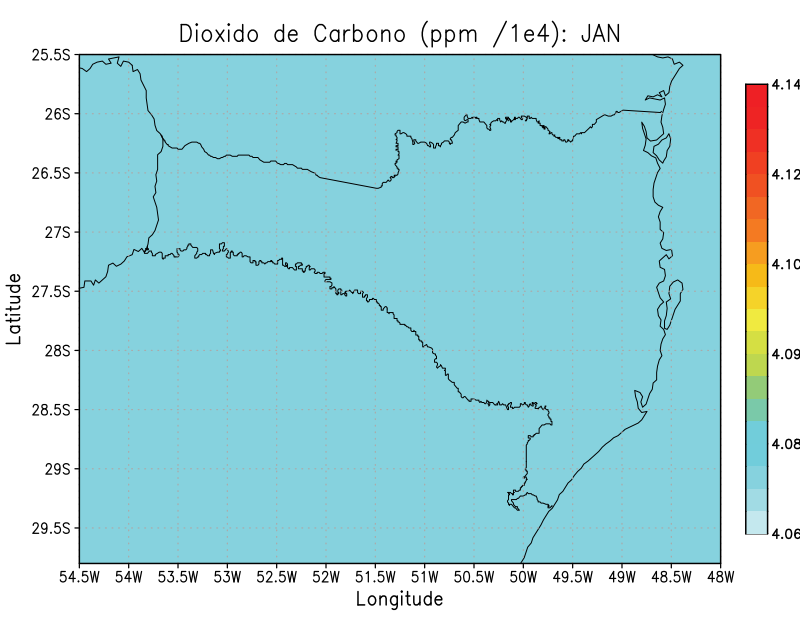 Dioxido de Carbono (ppm /1e4): JAN
25.5S
26S
26.5S
27S
27.5S
28S
28.5S
29S
29.5S
Latitude
54.5W 54W 53.5W 53W 52.5W 52W 51.5W 51W 50.5W 50W 49.5W 49W 48.5W 48W
Longitude
4.14
4.12
4.10
4.09
4.08
4.06